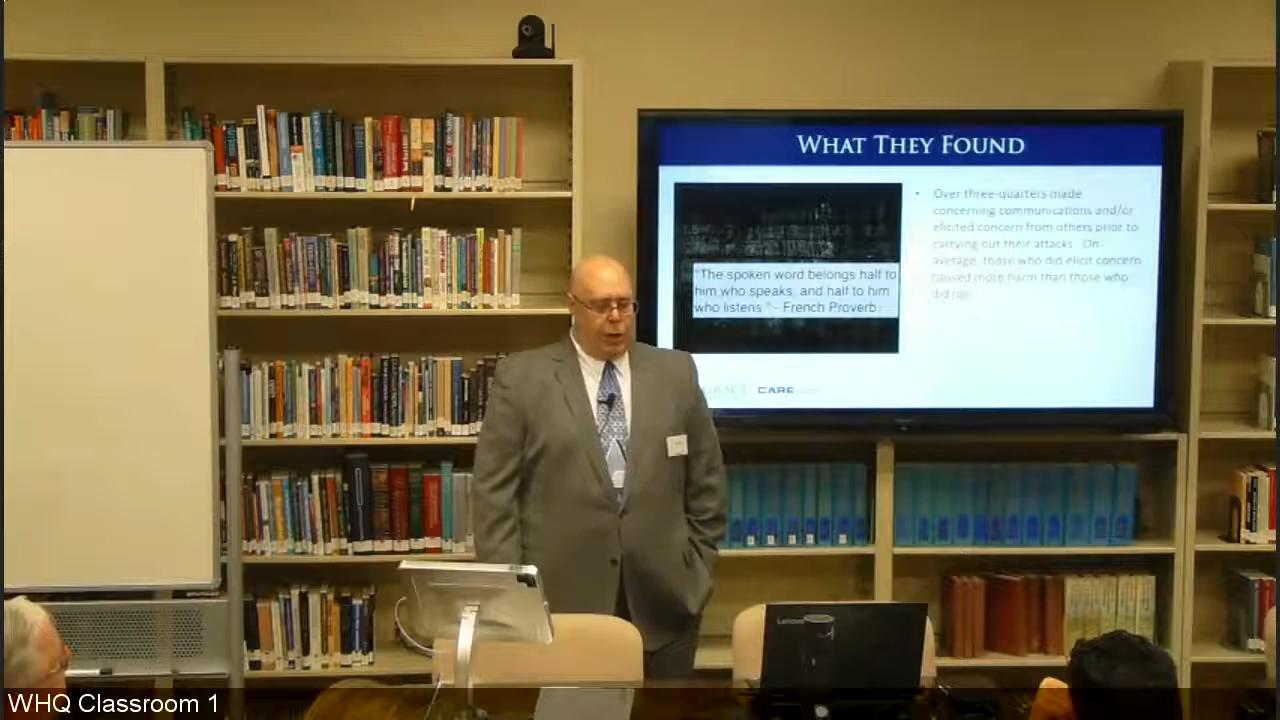 WHAT THEY FOUND
• Over three-quarters made
concerning communications and/or
elicited concern from others prior to
carrying out their attacks. On
average, those who did elicit concern
caused more harm than those who
did not.
"The spoken word belongs half to
him who speaks, and half to him
who listens." - French Proverb
CARE
Lenovo
WHQ Classroom 1